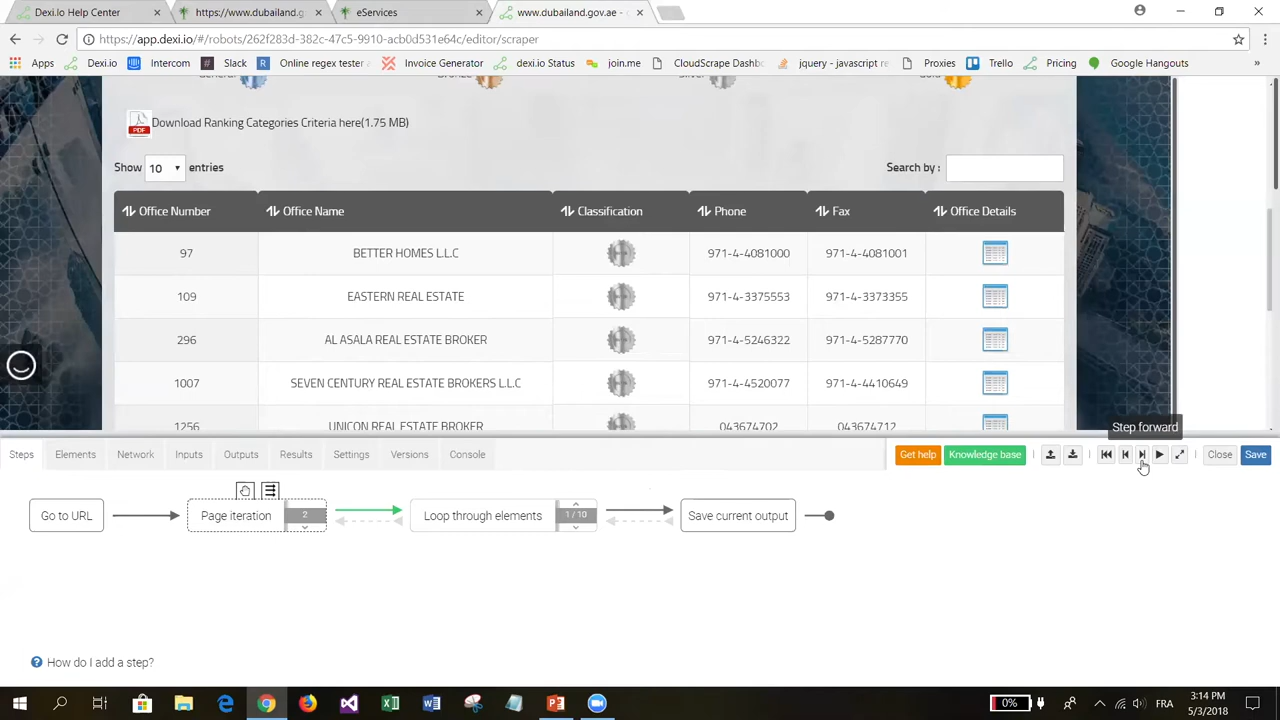 Dexi.Io Help Center
https://www.dubailand.g
eServices
www.dubailand.gov.ae -
https://app.dexi.io/#/robots/262f283d-382c-47c5-9910-acb0d531e64c/editor/scraper
Apps Dexi.io Intercom # Slack R Online regex tester Invoice Generator dexi.io Status join.me CloudScrape Dashb jquery - javascript re Proxies Trello Pricing Google Hangouts »
PDF Download Ranking Categories Criteria here(1.75 MB)
Show 10 entries Search by :
Office Number Office Name Classification Phone Fax Office Details
97 BETTER HOMES L.L.C 971-4-4081000 971-4-4081001
109 EASTERN REAL ESTATE 971-4-3375553 971-4-3373355
296 AL ASALA REAL ESTATE BROKER 971-4-5246322 971-4-5287770
1007 SEVEN CENTURY REAL ESTATE BROKERS L.L.C 971-4-4520077 971-4-4410649
1256 UNICON REAL ESTATE BROKER 043674702 043674712
Step forward
Steps Elements Network Inputs Outputs Results Settings Versions Console Get help Knowledge base Close Save
Go to URL Page iteration 2 Loop through elements 1 / 10 Save current output
? How do I add a step?
0% FRA 3:14 PM
5/3/2018